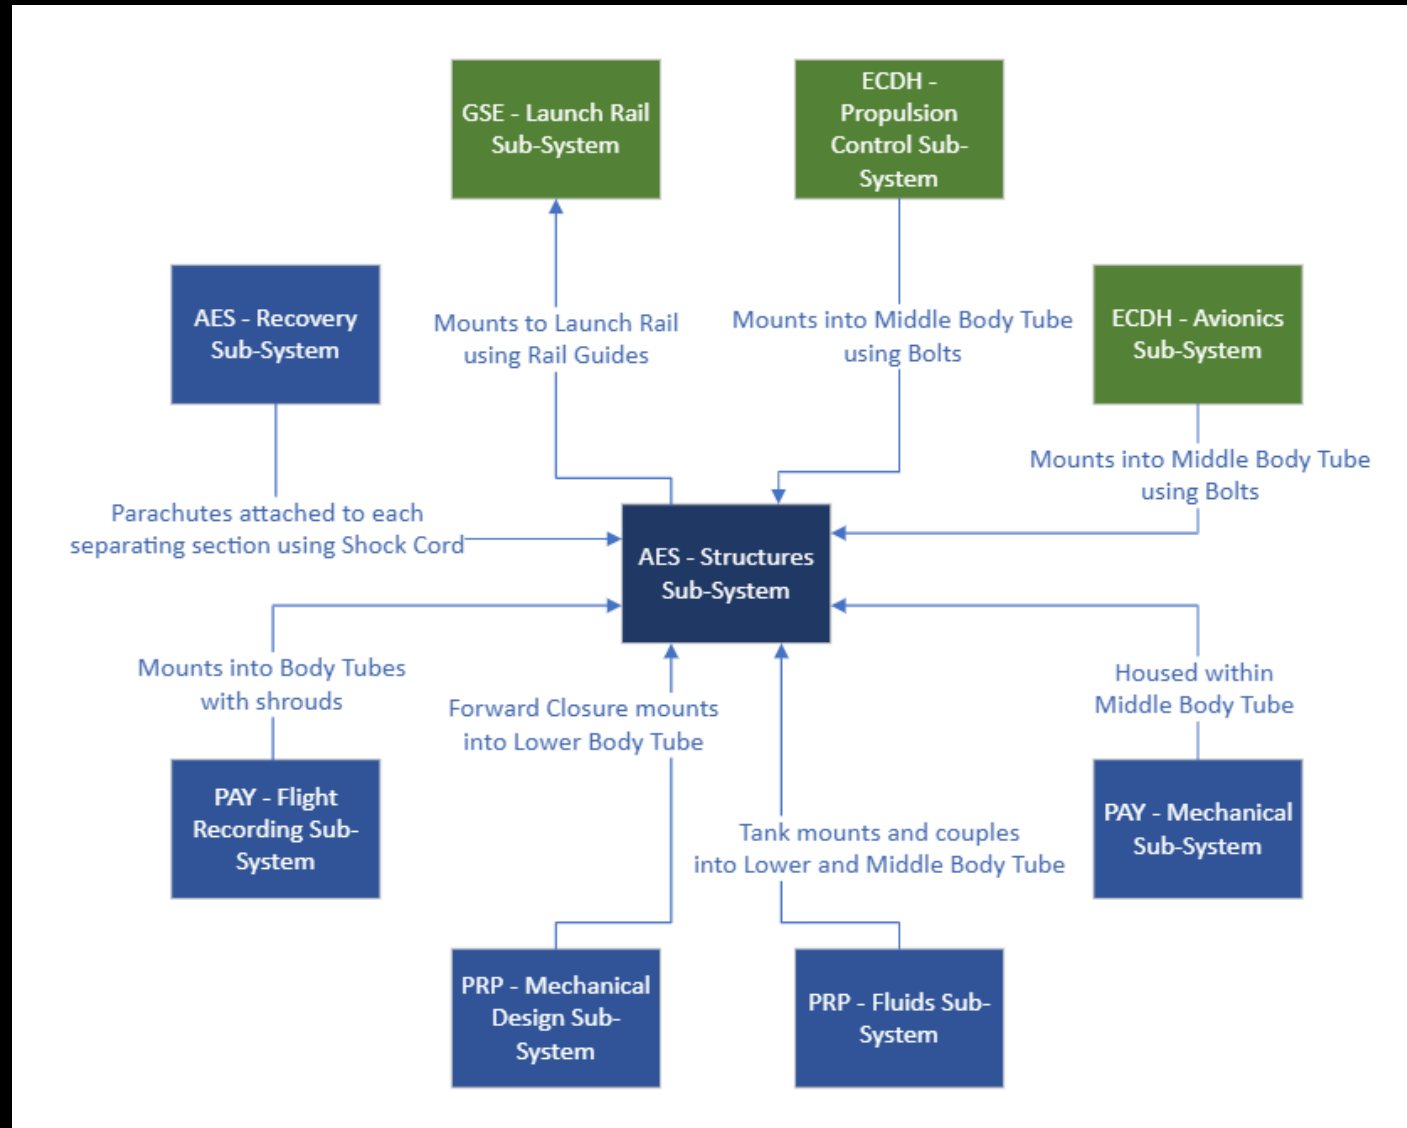 GSE - Launch Rail
Sub-System
ECDH -
Propulsion
Control Sub-
System
AES - Recovery
Sub-System
Mounts to Launch Rail
using Rail Guides
Mounts into Middle Body Tube
using Bolts
ECDH - Avionics
Sub-System
Mounts into Middle Body Tube
using Bolts
Parachutes attached to each
separating section using Shock Cord
AES - Structures
Sub-System
Mounts into Body Tubes
with shrouds
Forward Closure mounts
into Lower Body Tube
Housed within
Middle Body Tube
PAY - Flight
Recording Sub-
System
Tank mounts and couples
into Lower and Middle Body Tube
PAY - Mechanical
Sub-System
PRP - Mechanical
Design Sub-
System
PRP - Fluids Sub-
System